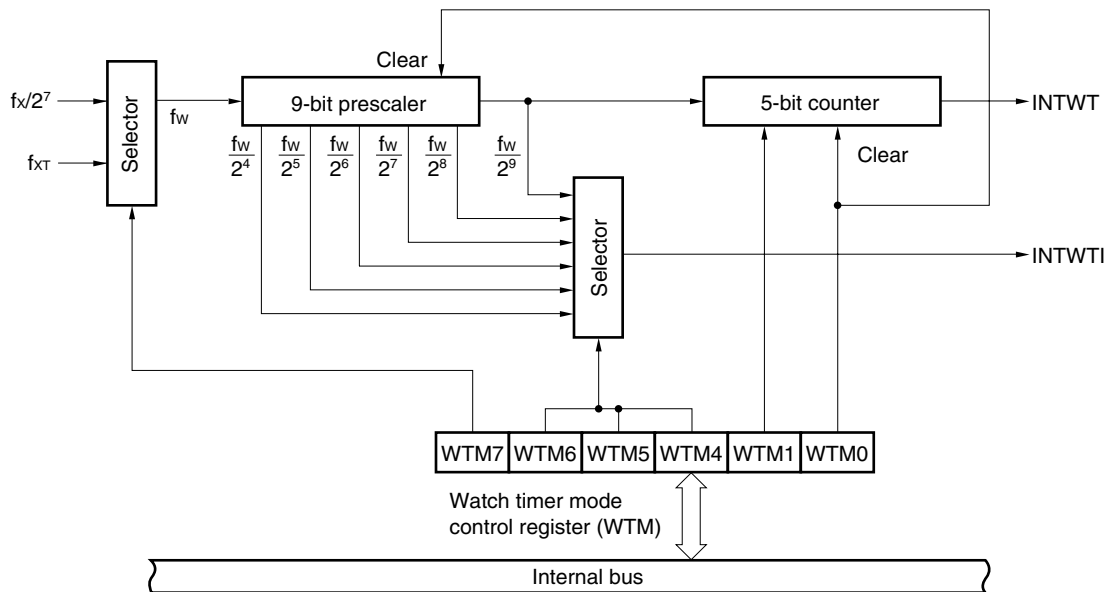 Clear
fX/2⁷
fXT
Selector
fW
9-bit prescaler
5-bit counter
INTWT
fW/2⁴
fW/2⁵
fW/2⁶
fW/2⁷
fW/2⁸
fW/2⁹
Clear
Selector
INTWTI
WTM7 WTM6 WTM5 WTM4 WTM1 WTM0
Watch timer mode
control register (WTM)
Internal bus